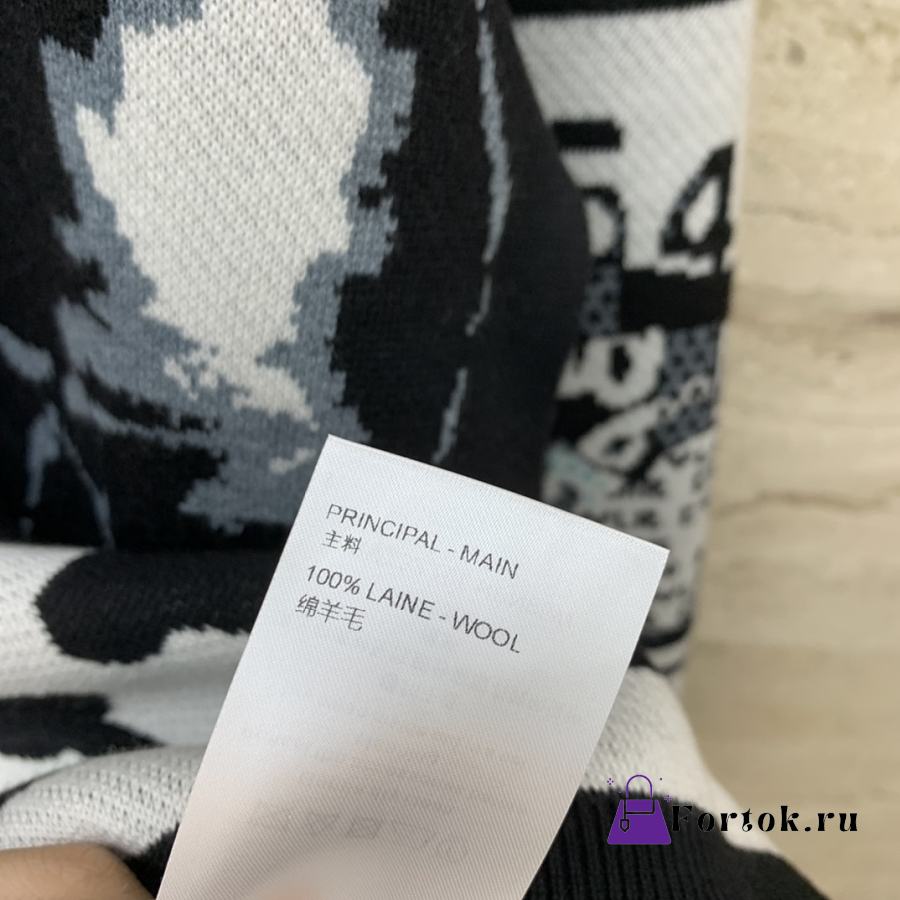 PRINCIPAL - MAIN
主料
100% LAINE - WOOL
绵羊毛
Fortok.ru